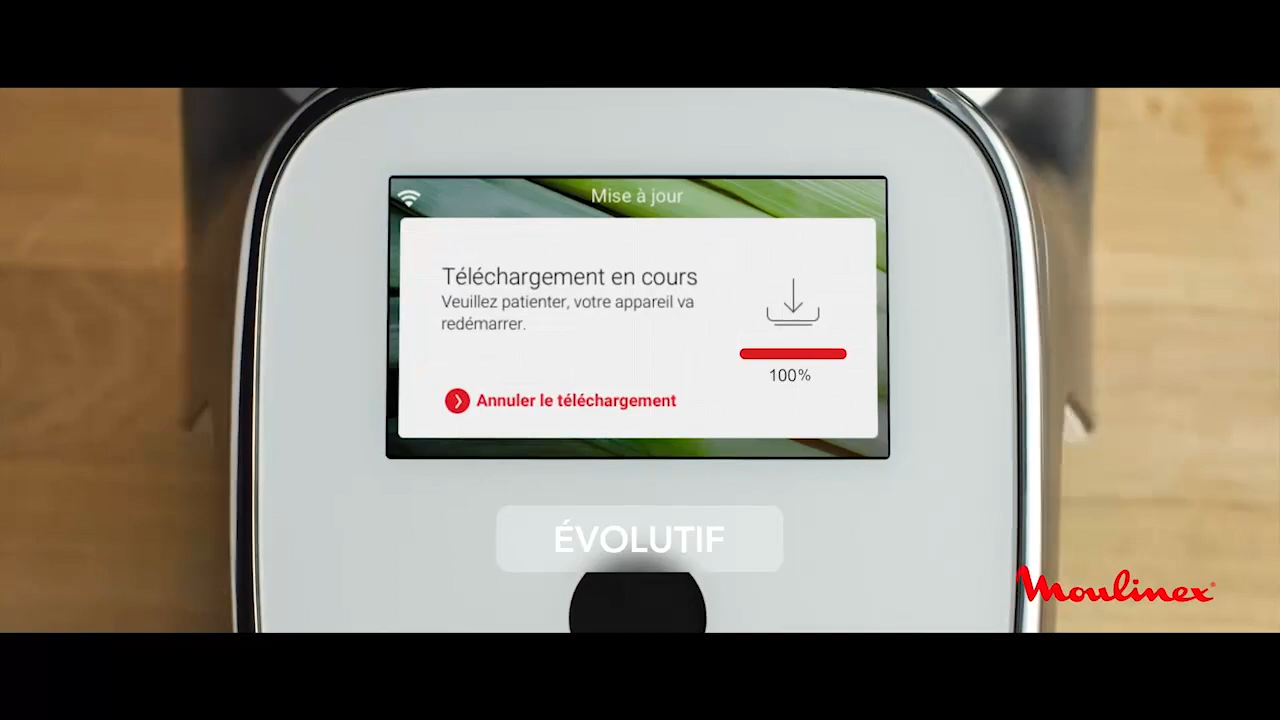 Mise à jour
Téléchargement en cours
Veuillez patienter, votre appareil va
redémarrer.
100%
Annuler le téléchargement
ÉVOLUTIF
Moulinex